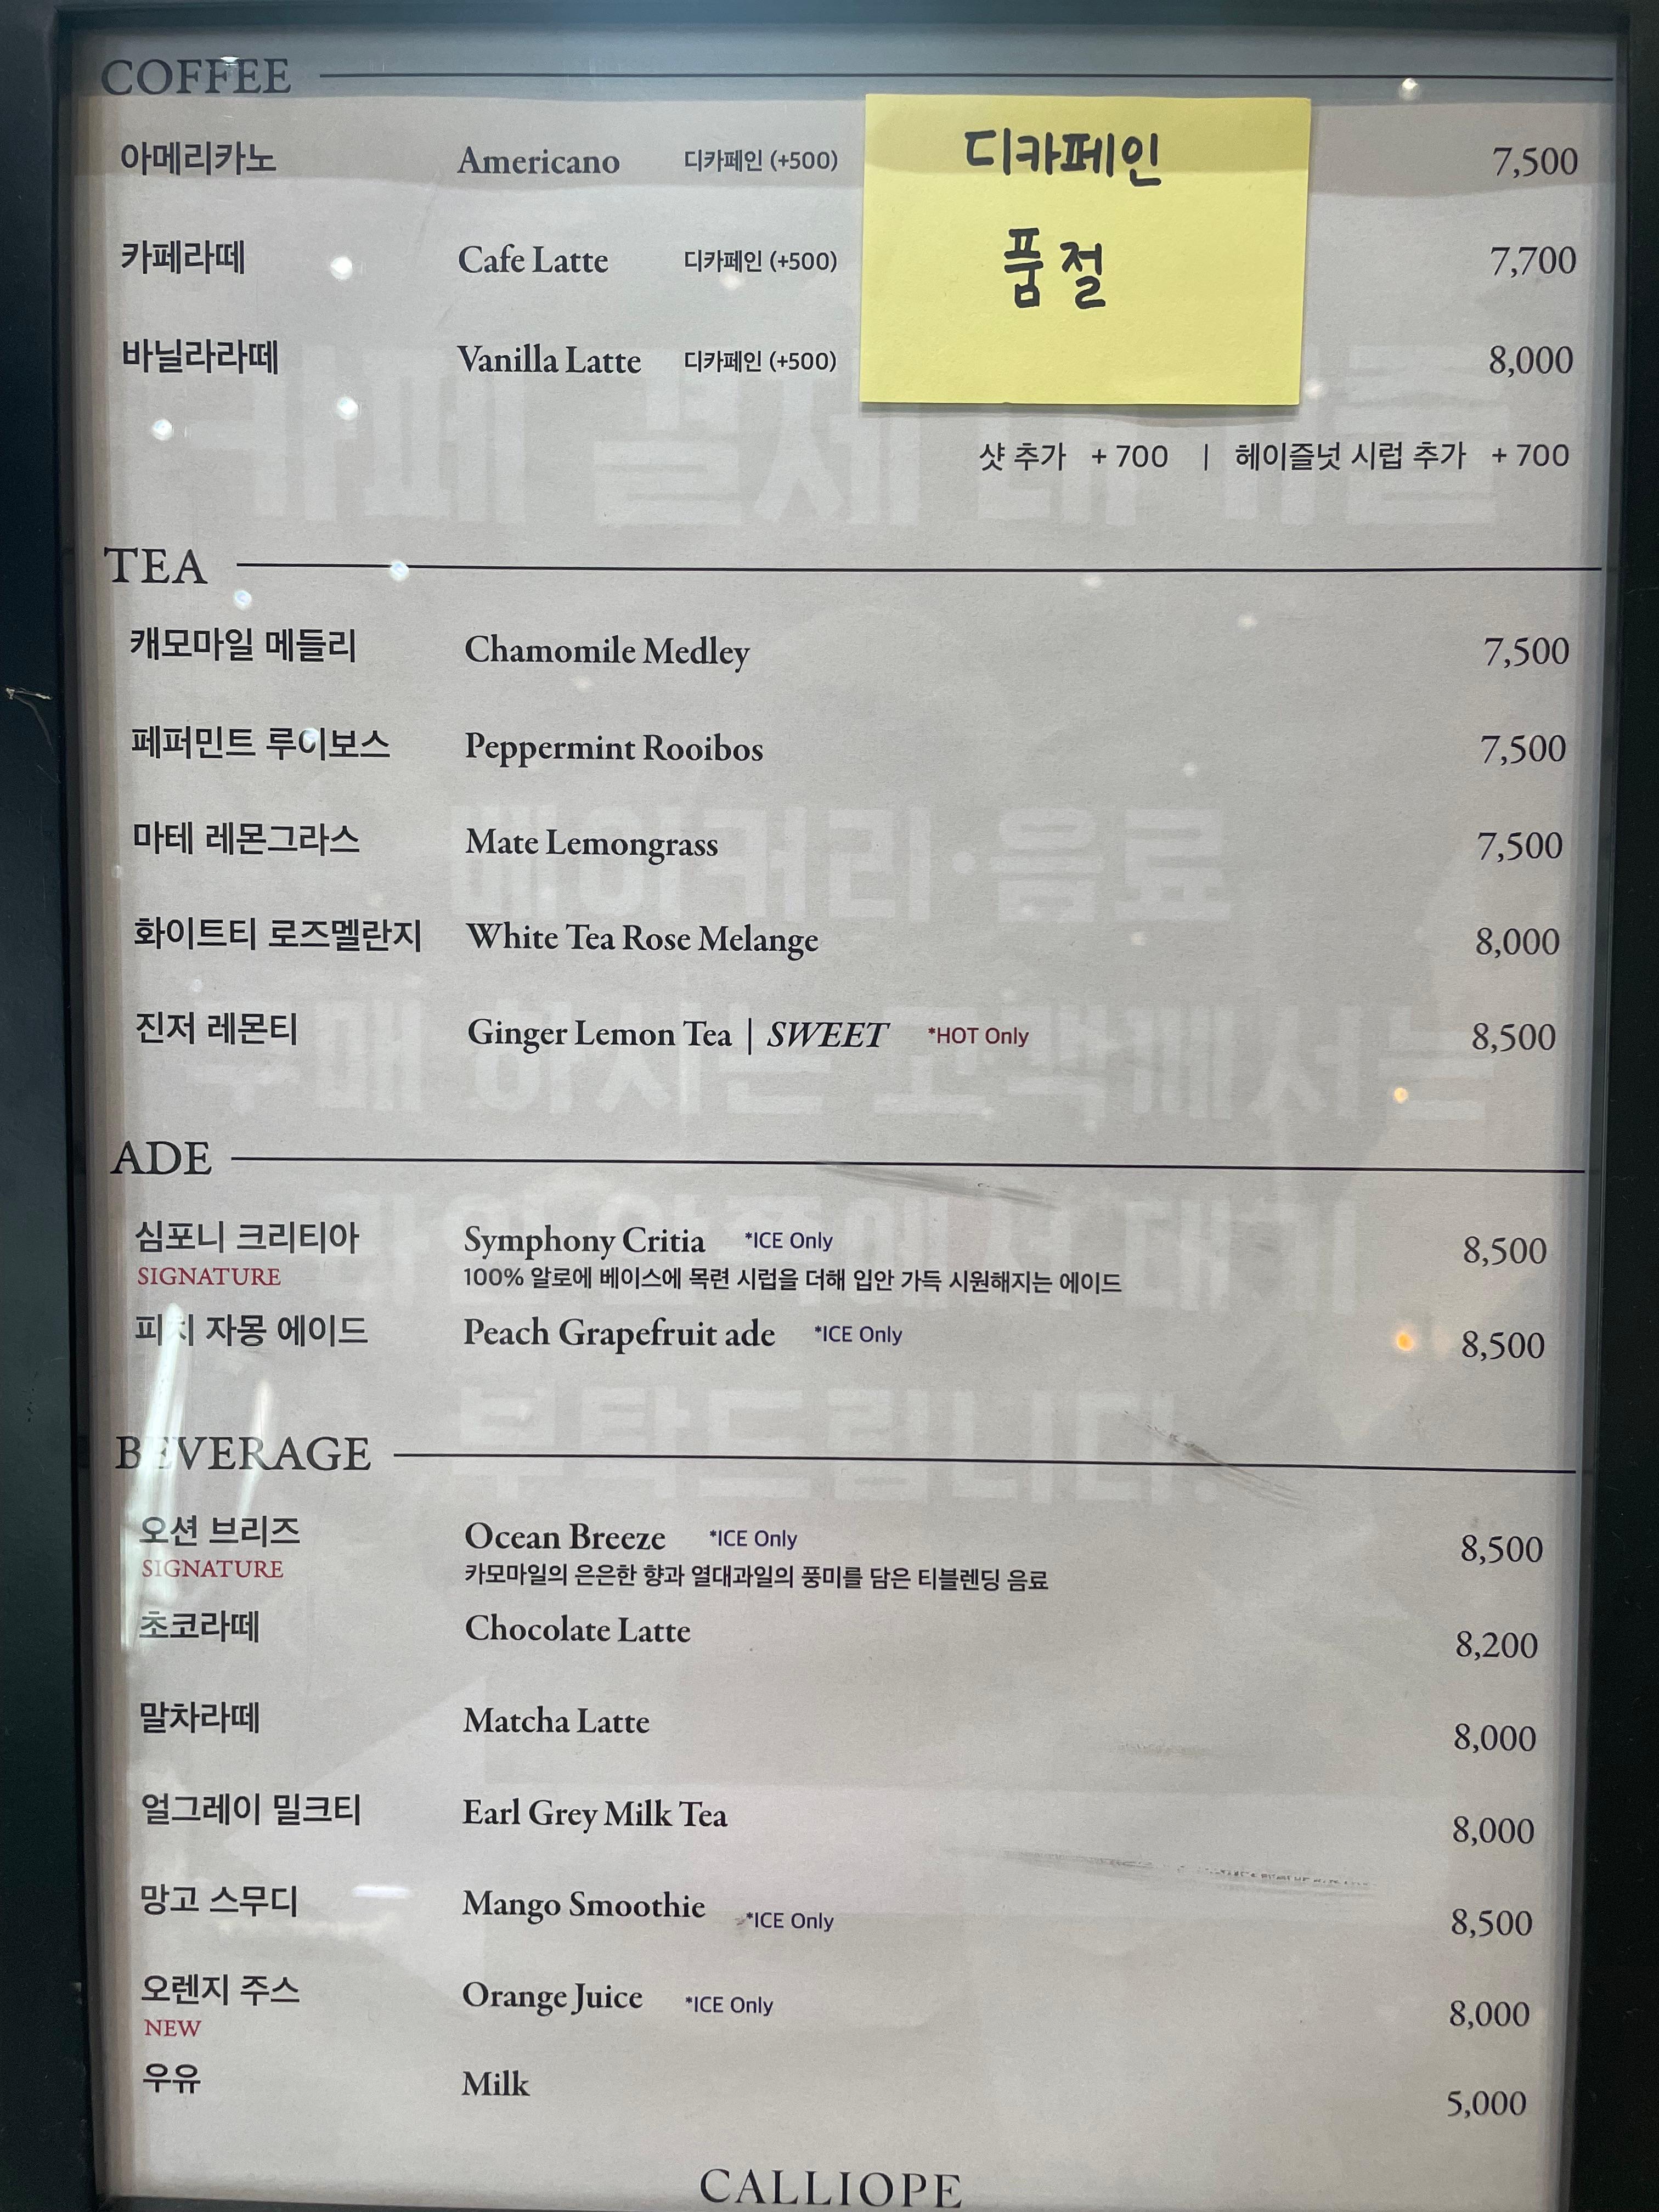 COFFEE
아메리카노 Americano 디카페인 (+500) 7,500
카페라떼 Cafe Latte 디카페인 (+500) 7,700
바닐라라떼 Vanilla Latte 디카페인 (+500) 8,000
디카페인
품절
샷 추가 + 700 | 헤이즐넛 시럽 추가 + 700
TEA
캐모마일 메들리 Chamomile Medley 7,500
페퍼민트 루이보스 Peppermint Rooibos 7,500
마테 레몬그라스 Mate Lemongrass 7,500
화이트티 로즈멜란지 White Tea Rose Melange 8,000
진저 레몬티 Ginger Lemon Tea | SWEET *HOT Only 8,500
ADE
심포니 크리티아 Symphony Critia *ICE Only 8,500
SIGNATURE 100% 알로에 베이스에 목련 시럽을 더해 입안 가득 시원해지는 에이드
피치 자몽 에이드 Peach Grapefruit ade *ICE Only 8,500
BEVERAGE
오션 브리즈 Ocean Breeze *ICE Only 8,500
SIGNATURE 카모마일의 은은한 향과 열대과일의 풍미를 담은 티블렌딩 음료
초코라떼 Chocolate Latte 8,200
말차라떼 Matcha Latte 8,000
얼그레이 밀크티 Earl Grey Milk Tea 8,000
망고 스무디 Mango Smoothie *ICE Only 8,500
오렌지 주스 Orange Juice *ICE Only 8,000
NEW
우유 Milk 5,000
CALLIOPE